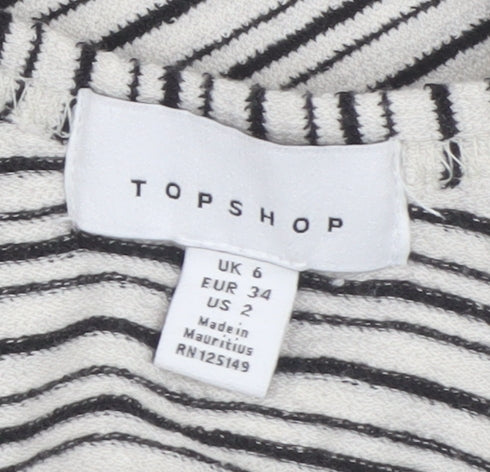 TOPSHOP
UK 6
EUR 34
US 2
Made in
Mauritius
RN125149